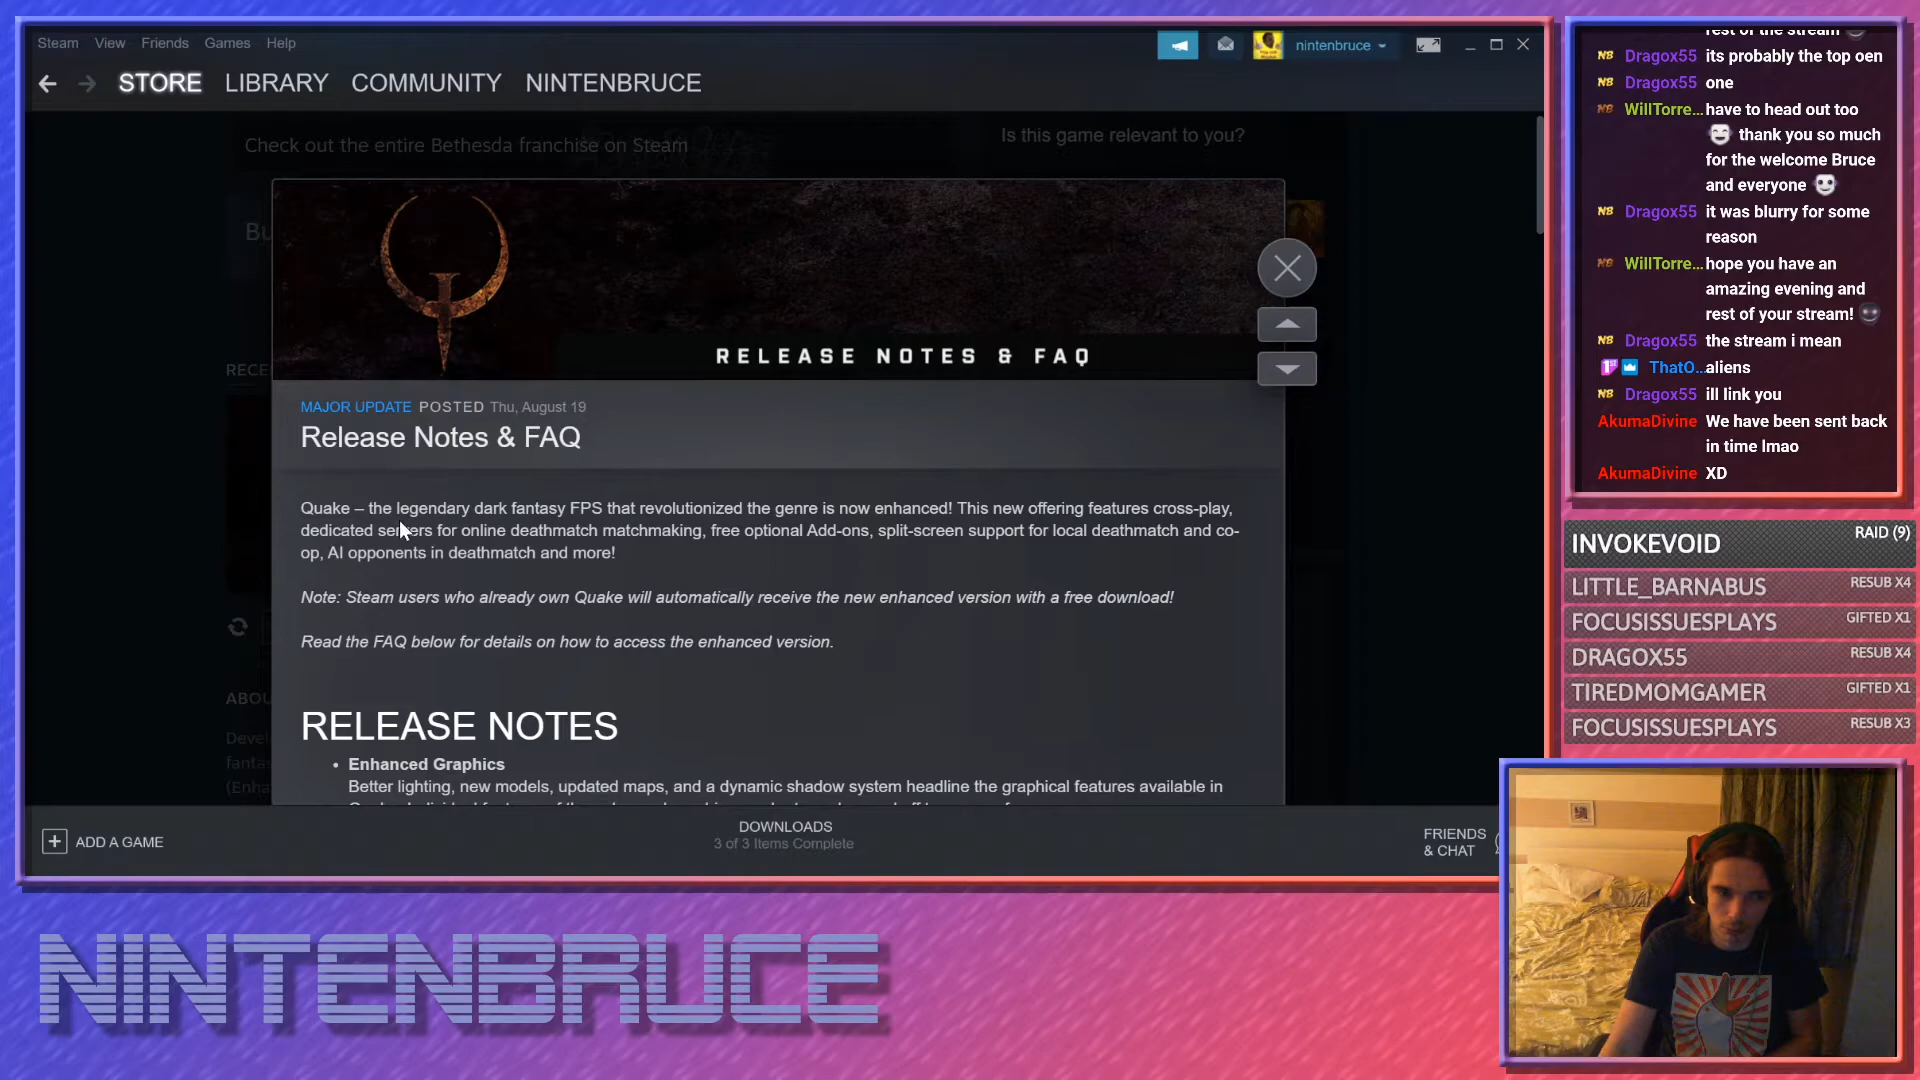 Steam View Friends Games Help
nintenbruce
STORE LIBRARY COMMUNITY NINTENBRUCE
Check out the entire Bethesda franchise on Steam
Is this game relevant to you?
Bu
RELEASE NOTES & FAQ
RECE
MAJOR UPDATE POSTED Thu, August 19
Release Notes & FAQ
Quake – the legendary dark fantasy FPS that revolutionized the genre is now enhanced! This new offering features cross-play,
dedicated servers for online deathmatch matchmaking, free optional Add-ons, split-screen support for local deathmatch and co-
op, AI opponents in deathmatch and more!
Note: Steam users who already own Quake will automatically receive the new enhanced version with a free download!
Read the FAQ below for details on how to access the enhanced version.
ABOU
RELEASE NOTES
Deve
fanta
(Enha
• Enhanced Graphics
Better lighting, new models, updated maps, and a dynamic shadow system headline the graphical features available in
ADD A GAME
DOWNLOADS
3 of 3 Items Complete
FRIENDS
& CHAT
NINTENBRUCE
rest of the stream
Dragox55 its probably the top oen
Dragox55 one
WillTorre... have to head out too
thank you so much
for the welcome Bruce
and everyone
Dragox55 it was blurry for some
reason
WillTorre... hope you have an
amazing evening and
rest of your stream!
Dragox55 the stream i mean
ThatO... aliens
Dragox55 ill link you
AkumaDivine We have been sent back
in time lmao
AkumaDivine XD
INVOKEVOID RAID (9)
LITTLE_BARNABUS RESUB X4
FOCUSISSUESPLAYS GIFTED X1
DRAGOX55 RESUB X4
TIREDMOMGAMER GIFTED X1
FOCUSISSUESPLAYS RESUB X3